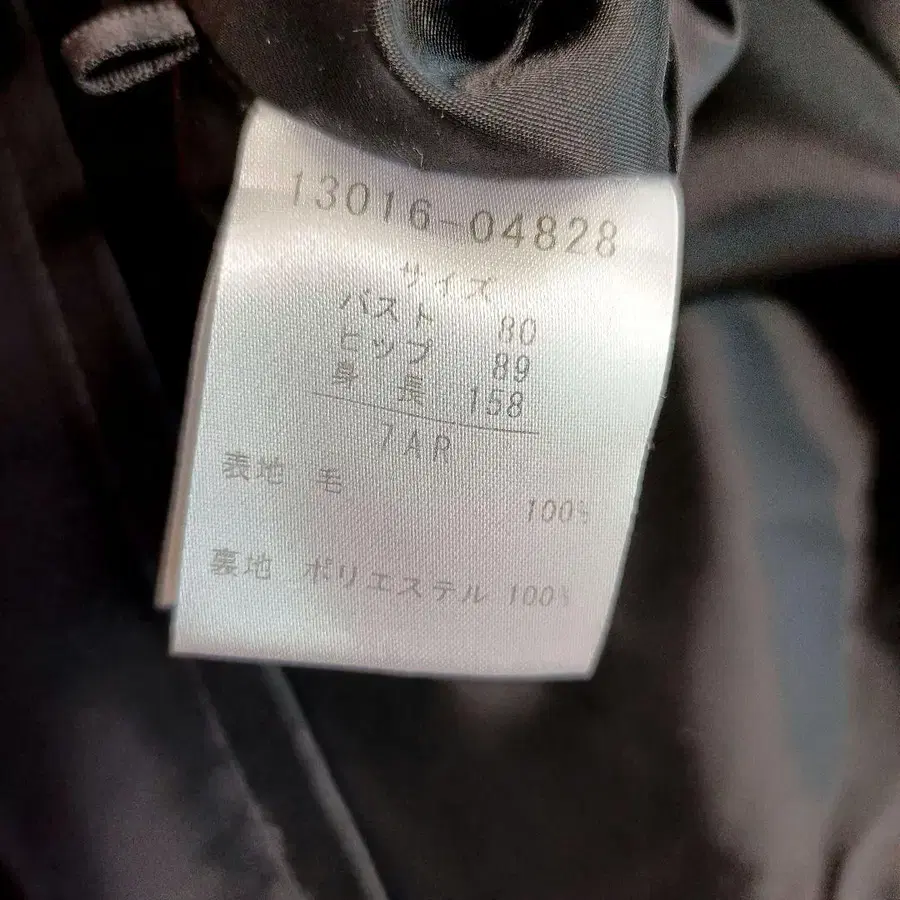 13016-04828
サイズ
バスト 80
ヒップ 89
身長 158
7AR
表地 毛 100%
裏地 ポリエステル 100%